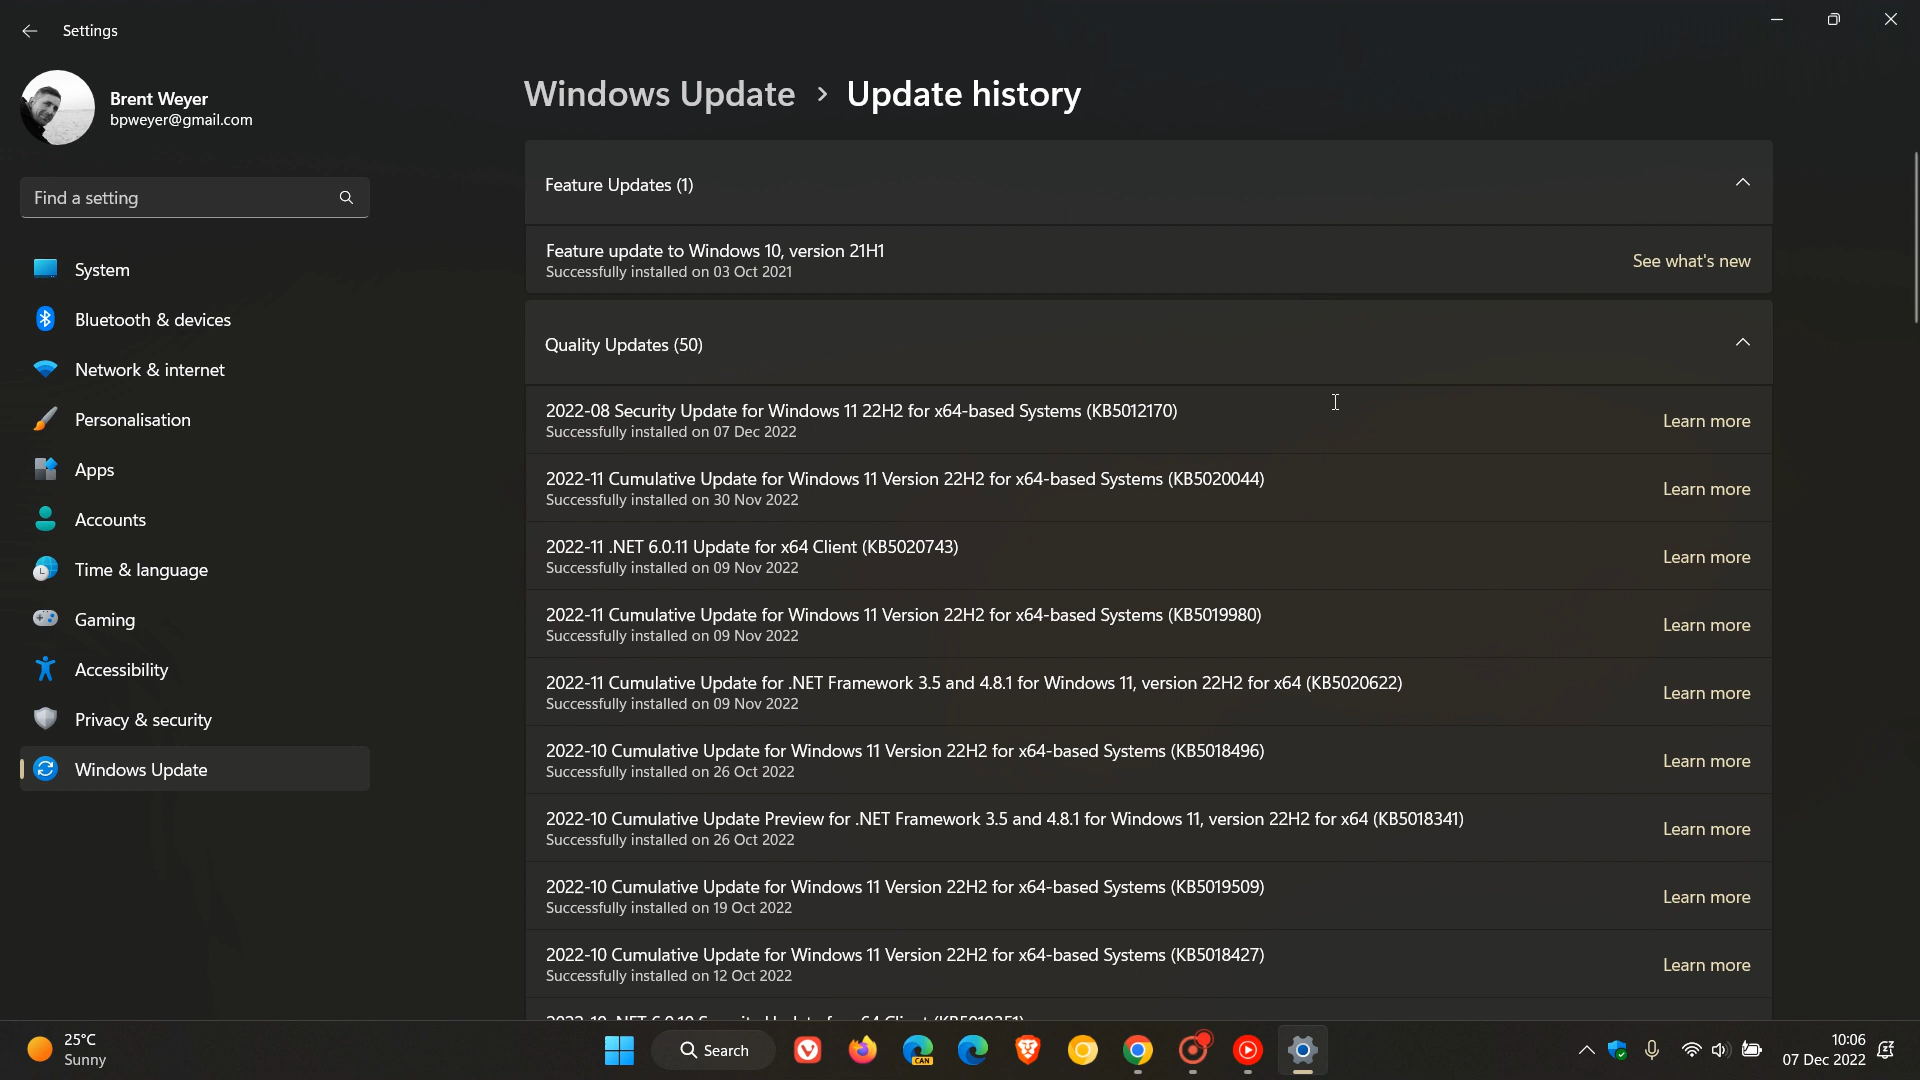 Settings
Brent Weyer
bpweyer@gmail.com
Find a setting
System
Bluetooth & devices
Network & internet
Personalisation
Apps
Accounts
Time & language
Gaming
Accessibility
Privacy & security
Windows Update
Windows Update > Update history
Feature Updates (1)
Feature update to Windows 10, version 21H1
Successfully installed on 03 Oct 2021
See what's new
Quality Updates (50)
2022-08 Security Update for Windows 11 22H2 for x64-based Systems (KB5012170)
Successfully installed on 07 Dec 2022
Learn more
2022-11 Cumulative Update for Windows 11 Version 22H2 for x64-based Systems (KB5020044)
Successfully installed on 30 Nov 2022
Learn more
2022-11 .NET 6.0.11 Update for x64 Client (KB5020743)
Successfully installed on 09 Nov 2022
Learn more
2022-11 Cumulative Update for Windows 11 Version 22H2 for x64-based Systems (KB5019980)
Successfully installed on 09 Nov 2022
Learn more
2022-11 Cumulative Update for .NET Framework 3.5 and 4.8.1 for Windows 11, version 22H2 for x64 (KB5020622)
Successfully installed on 09 Nov 2022
Learn more
2022-10 Cumulative Update for Windows 11 Version 22H2 for x64-based Systems (KB5018496)
Successfully installed on 26 Oct 2022
Learn more
2022-10 Cumulative Update Preview for .NET Framework 3.5 and 4.8.1 for Windows 11, version 22H2 for x64 (KB5018341)
Successfully installed on 26 Oct 2022
Learn more
2022-10 Cumulative Update for Windows 11 Version 22H2 for x64-based Systems (KB5019509)
Successfully installed on 19 Oct 2022
Learn more
2022-10 Cumulative Update for Windows 11 Version 22H2 for x64-based Systems (KB5018427)
Successfully installed on 12 Oct 2022
Learn more
25°C
Sunny
Search
CAN
10:06
07 Dec 2022